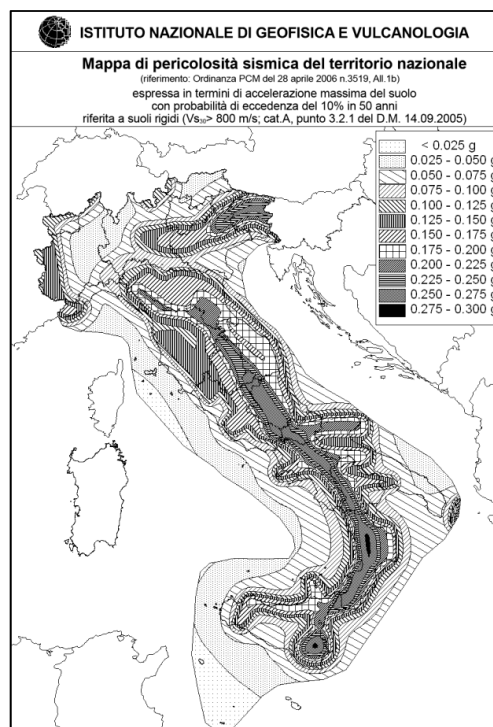 ISTITUTO NAZIONALE DI GEOFISICA E VULCANOLOGIA
Mappa di pericolosità sismica del territorio nazionale
(riferimento: Ordinanza PCM del 28 aprile 2006 n.3519, All.1b)
espressa in termini di accelerazione massima del suolo
con probabilità di eccedenza del 10% in 50 anni
riferita a suoli rigidi (Vs30> 800 m/s; cat.A, punto 3.2.1 del D.M. 14.09.2005)
< 0.025 g
0.025 - 0.050 g
0.050 - 0.075 g
0.075 - 0.100 g
0.100 - 0.125 g
0.125 - 0.150 g
0.150 - 0.175 g
0.175 - 0.200 g
0.200 - 0.225 g
0.225 - 0.250 g
0.250 - 0.275 g
0.275 - 0.300 g